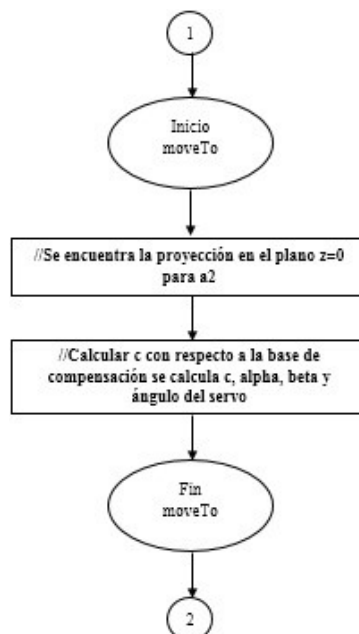 1
Inicio
moveTo
//Se encuentra la proyección en el plano z=0
para a2
//Calcular c con respecto a la base de
compensación se calcula c, alpha, beta y
ángulo del servo
Fin
moveTo
2